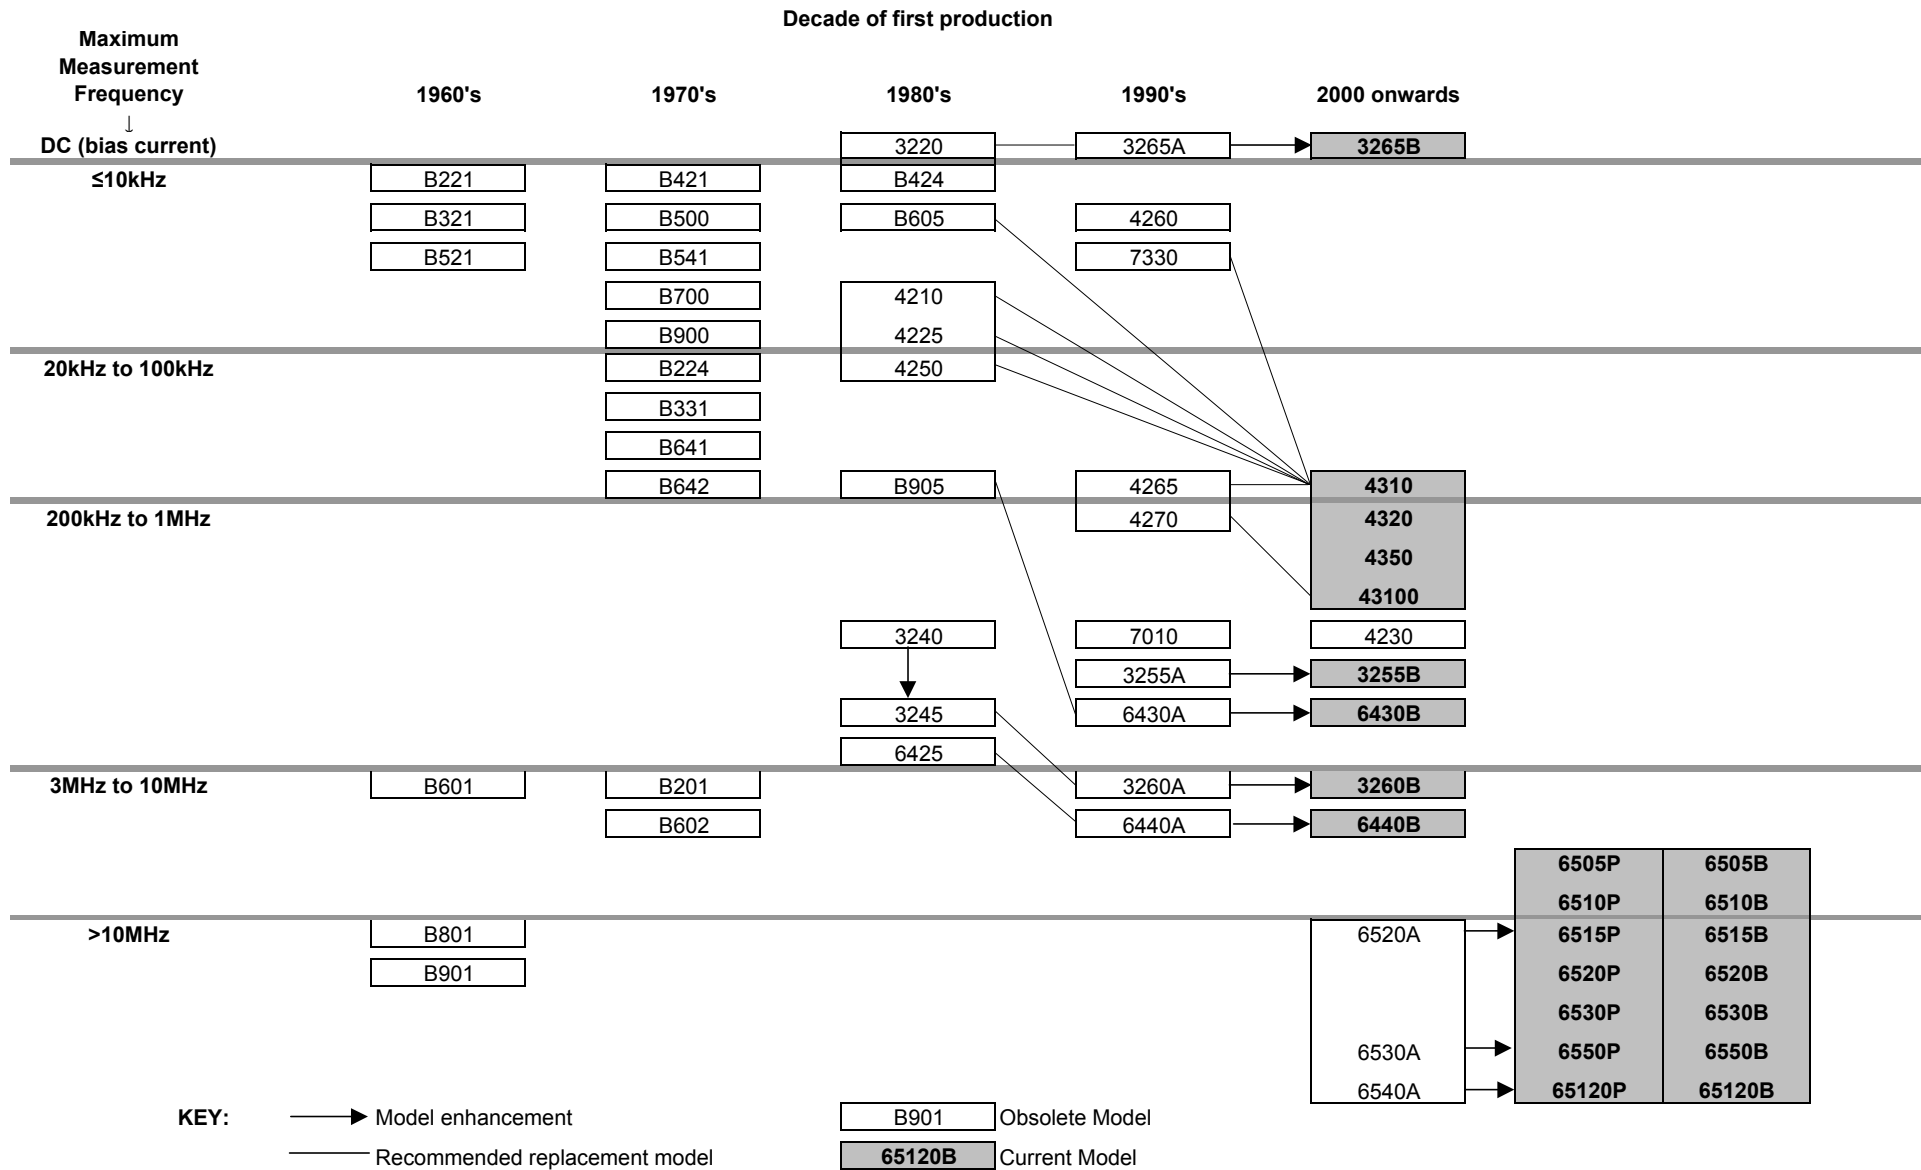 Decade of first production
Maximum
Measurement
Frequency
↓
1960's 1970's 1980's 1990's 2000 onwards
DC (bias current) 3220 3265A 3265B
≤10kHz B221 B421 B424
B321 B500 B605 4260
B521 B541 7330
B700 4210
B900 4225
20kHz to 100kHz B224 4250
B331
B641
B642 B905 4265 4310
200kHz to 1MHz 4270 4320
4350
43100
3240 7010 4230
3255A 3255B
3245 6430A 6430B
6425
3MHz to 10MHz B601 B201 3260A 3260B
B602 6440A 6440B
6505P 6505B
6510P 6510B
>10MHz B801 6520A 6515P 6515B
B901 6520P 6520B
6530P 6530B
6530A 6550P 6550B
6540A 65120P 65120B
KEY: Model enhancement B901 Obsolete Model
Recommended replacement model 65120B Current Model